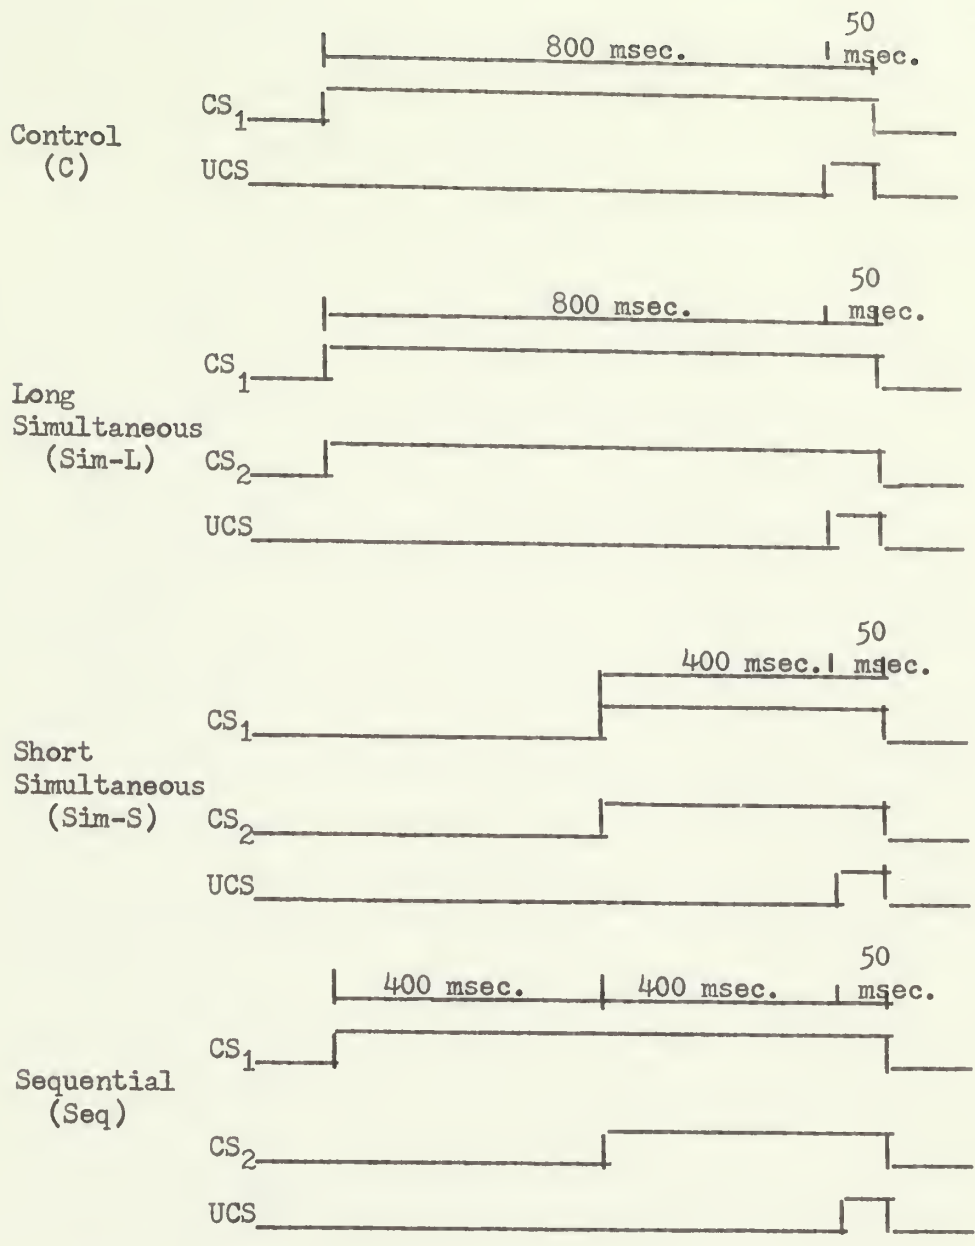 50
800 msec. msec.
CS1
Control
(C)
UCS
50
800 msec. msec.
CS1
Long
Simultaneous
(Sim-L)
CS2
UCS
50
400 msec. msec.
CS1
Short
Simultaneous
(Sim-S)
CS2
UCS
50
400 msec. 400 msec. msec.
CS1
Sequential
(Seq)
CS2
UCS